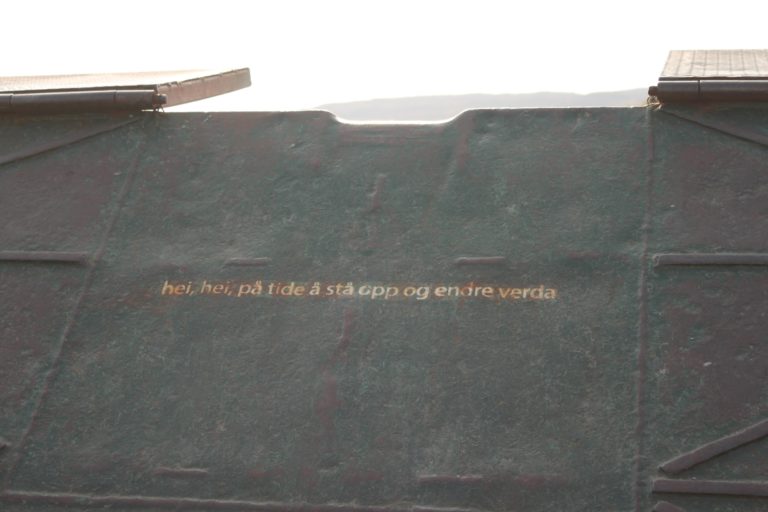 hei, hei, på tide å stå opp og endre verda